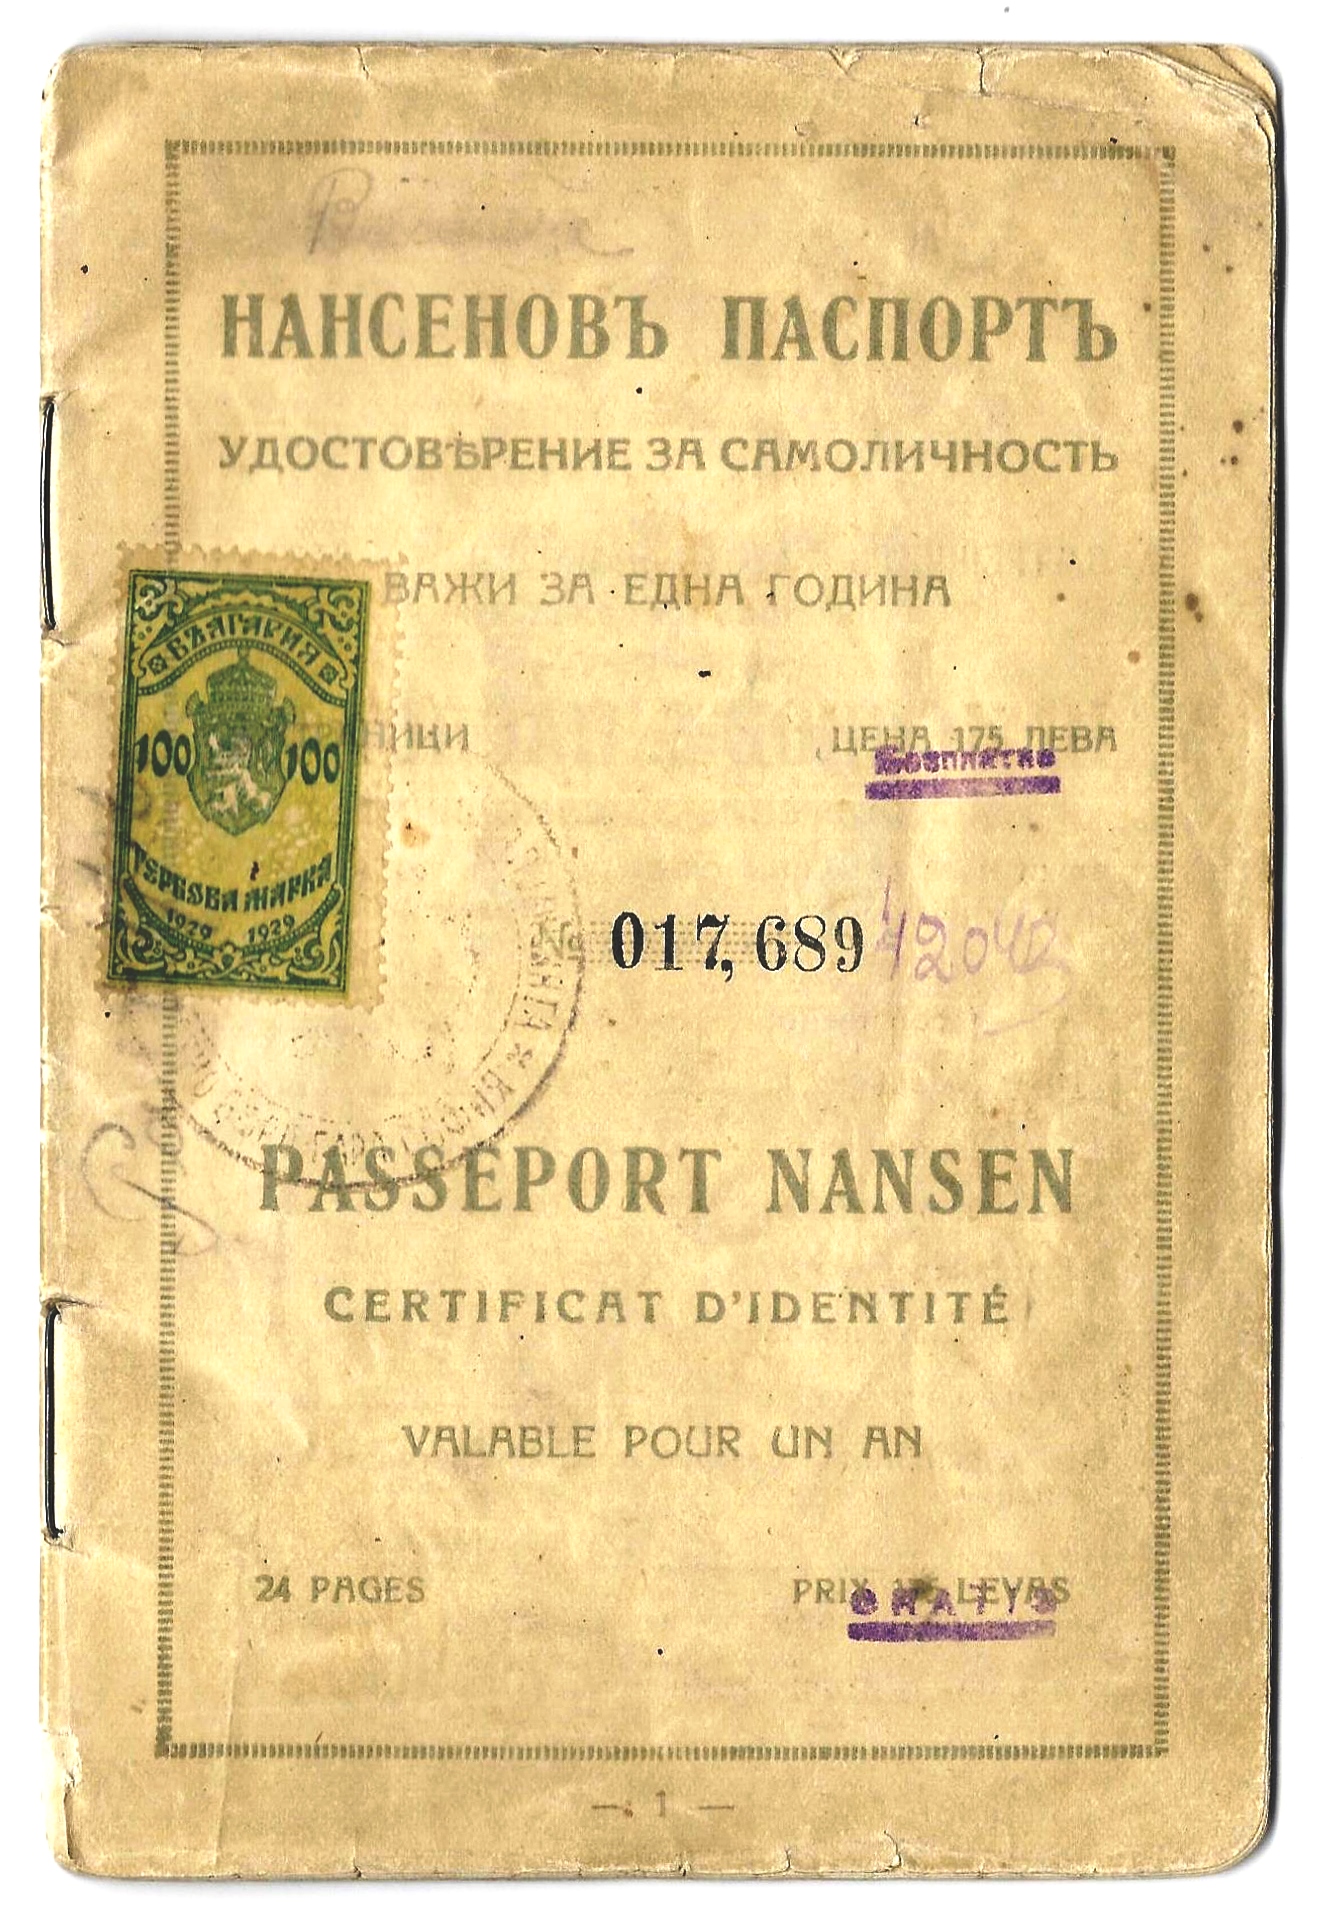 НАНСЕНОВЪ ПАСПОРТЪ
УДОСТОВѢРЕНИЕ ЗА САМОЛИЧНОСТЬ
ВАЖИ ЗА ЕДНА ГОДИНА
БЪЛГАРИЯ
100 100
ГЕРБОВА МАРКА
1929 1929
ЦЕНА 175 ЛЕВА
БЕЗПЛАТНО
№ 017,689
PASSEPORT NANSEN
CERTIFICAT D'IDENTITÉ
VALABLE POUR UN AN
24 PAGES PRIX 175 LEVAS
GRATIS
— 1 —